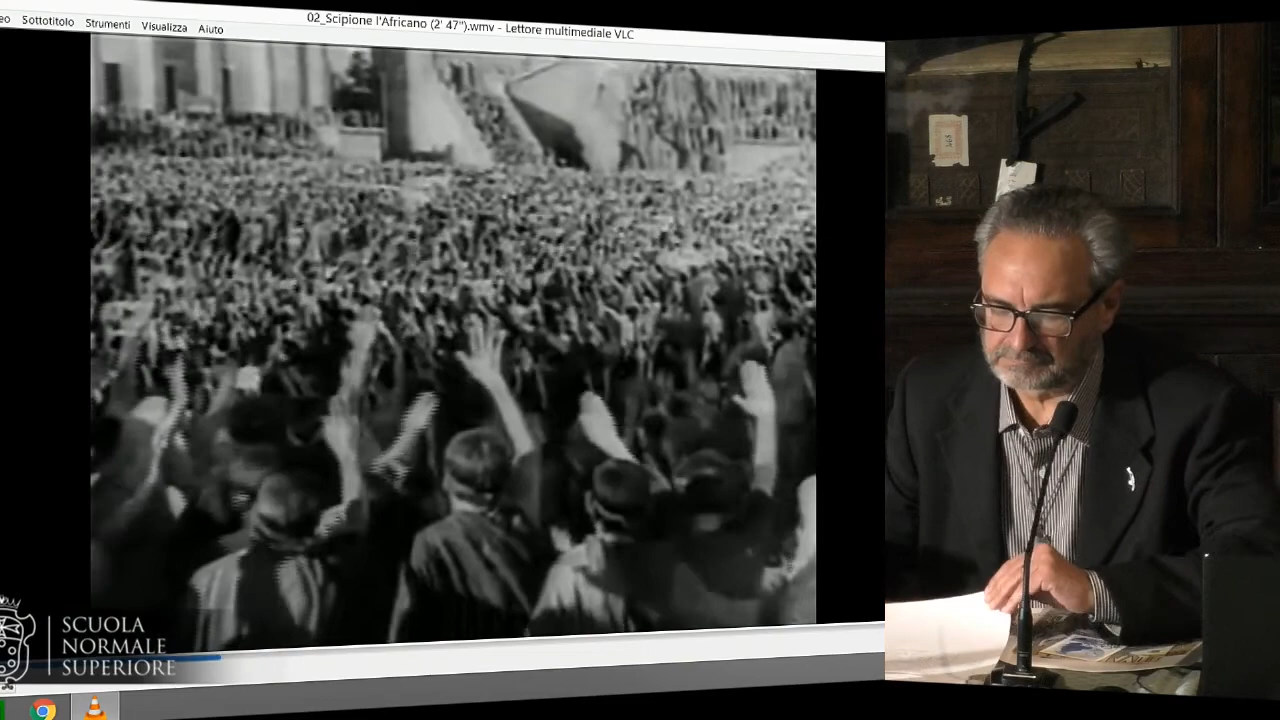 eo Sottotitolo Strumenti Visualizza Aiuto
02_Scipione l'Africano (2' 47").wmv - Lettore multimediale VLC
SCUOLA
NORMALE
SUPERIORE